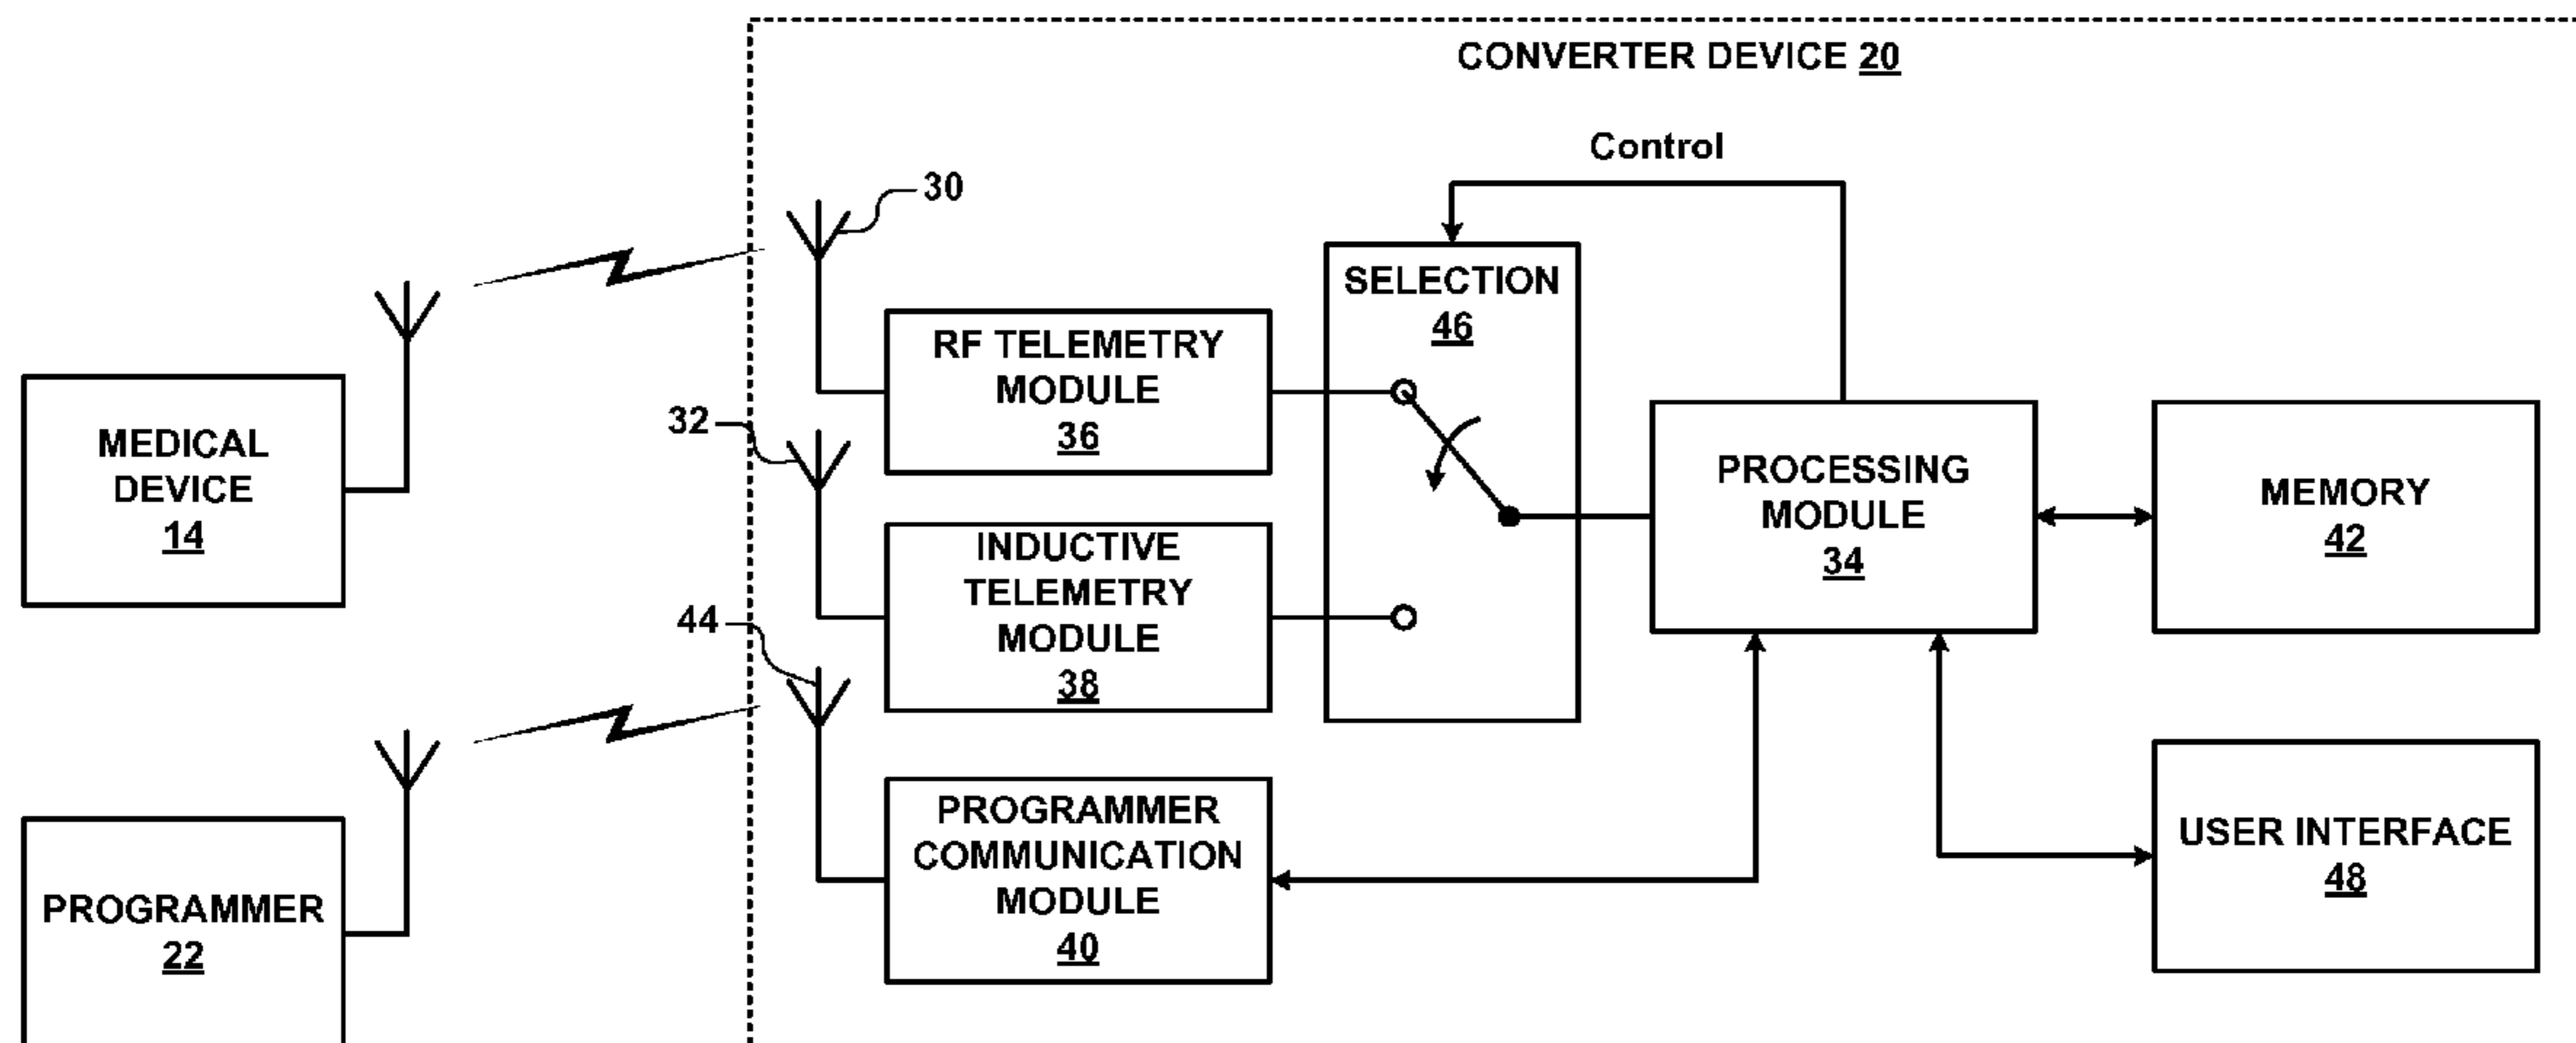 CONVERTER DEVICE 20
Control
30
SELECTION
46
RF TELEMETRY
MODULE
36
32
MEDICAL
DEVICE
14
PROCESSING
MODULE
34
MEMORY
42
INDUCTIVE
TELEMETRY
MODULE
38
44
PROGRAMMER
COMMUNICATION
MODULE
40
USER INTERFACE
48
PROGRAMMER
22